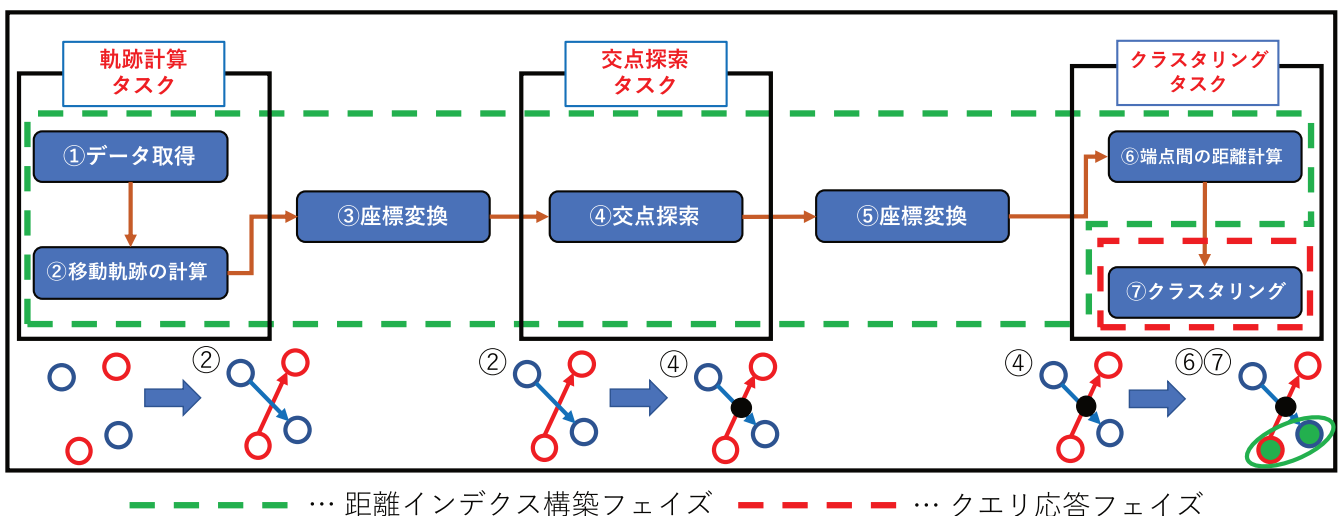 軌跡計算
タスク
交点探索
タスク
クラスタリング
タスク
①データ取得
②移動軌跡の計算
③座標変換
④交点探索
⑤座標変換
⑥端点間の距離計算
⑦クラスタリング
②
②
④
④
⑥⑦
… 距離インデクス構築フェイズ
… クエリ応答フェイズ